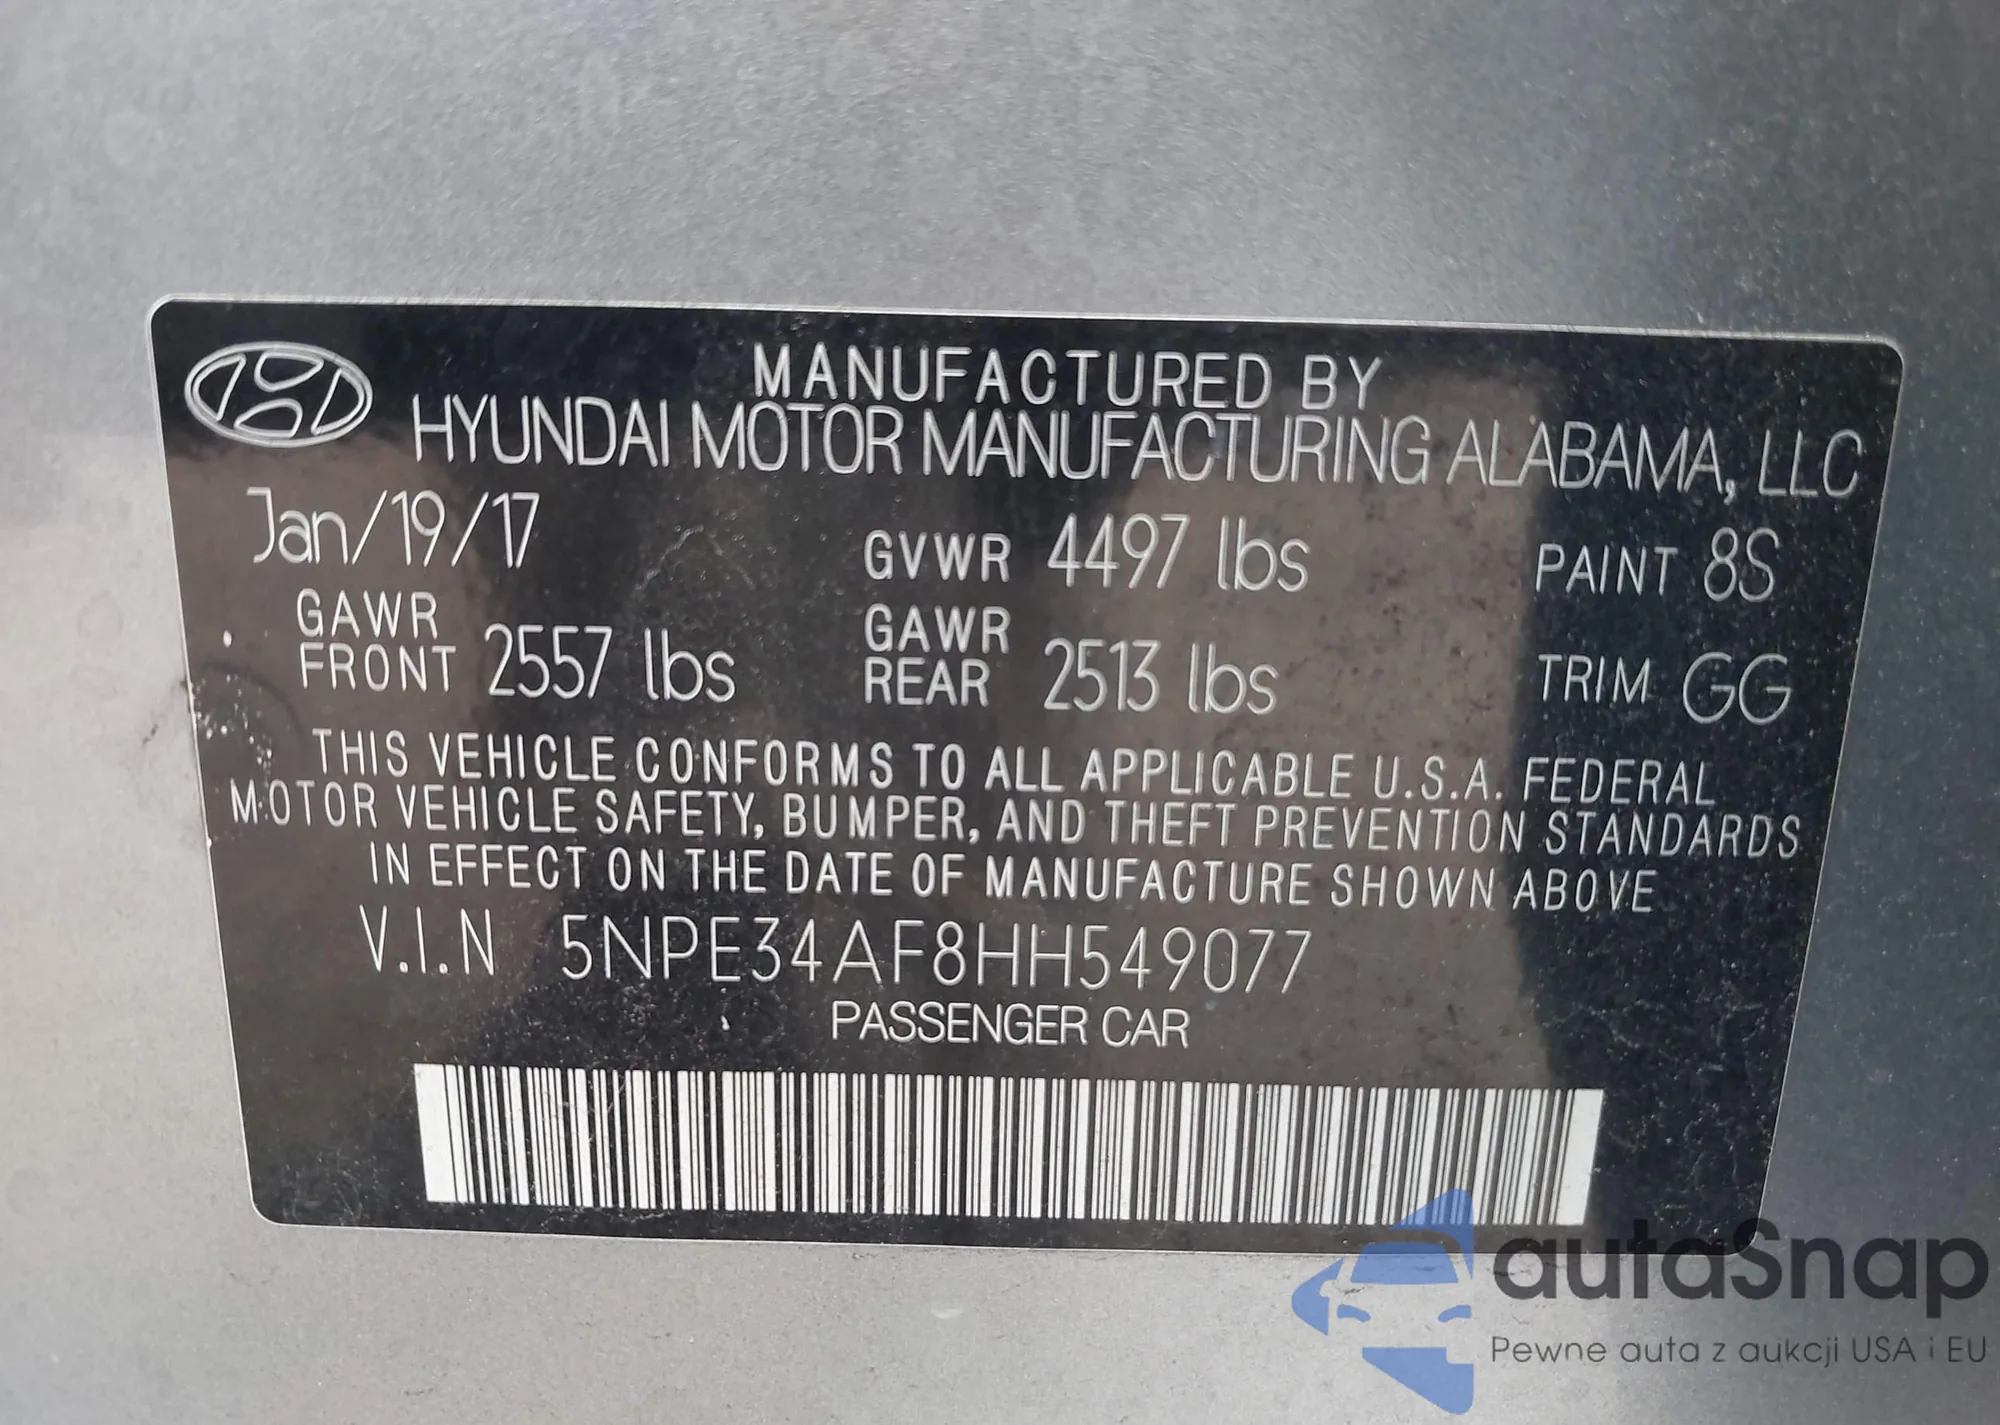 MANUFACTURED BY
HYUNDAI MOTOR MANUFACTURING ALABAMA, LLC
Jan/19/17 GVWR 4497 lbs PAINT 8S
GAWR FRONT 2557 lbs GAWR REAR 2513 lbs TRIM GG
THIS VEHICLE CONFORMS TO ALL APPLICABLE U.S.A. FEDERAL
MOTOR VEHICLE SAFETY, BUMPER, AND THEFT PREVENTION STANDARDS
IN EFFECT ON THE DATE OF MANUFACTURE SHOWN ABOVE
V.I.N 5NPE34AF8HH549077
PASSENGER CAR
autaSnap
Pewne auta z aukcji USA i EU